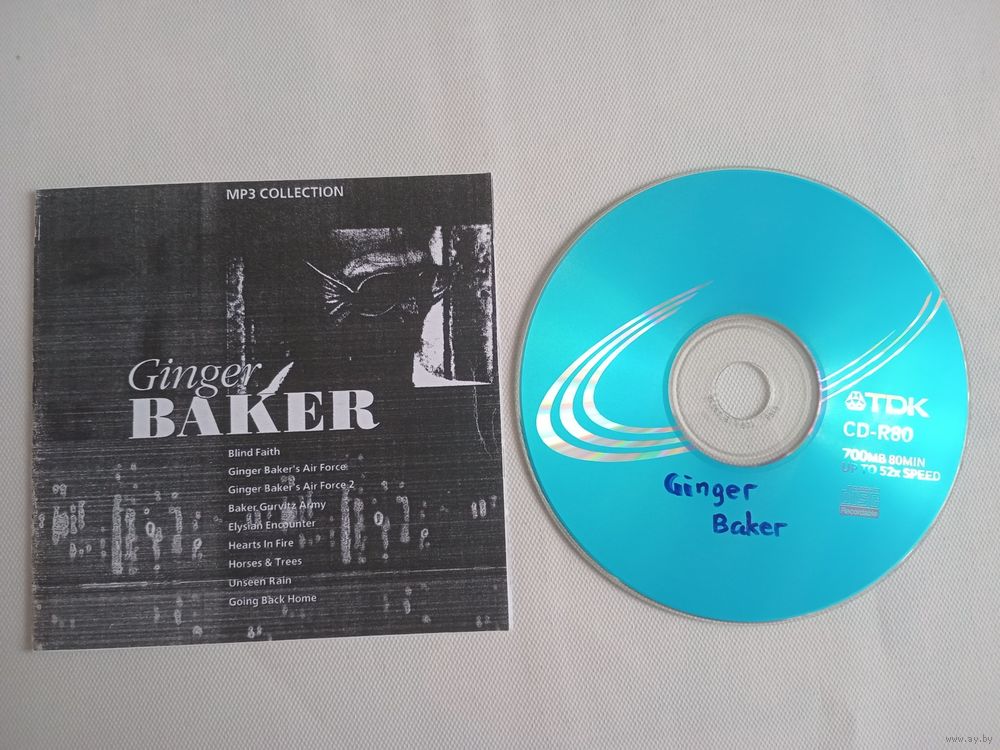 MP3 COLLECTION
Ginger
BAKER
Blind Faith
Ginger Baker's Air Force
Ginger Baker's Air Force 2
Baker Gurvitz Army
Elysian Encounter
Hearts In Fire
Horses & Trees
Unseen Rain
Going Back Home
TDK
CD-R80
700MB 80MIN
UP TO 52x SPEED
Recordable
Ginger
Baker
www.ay.by